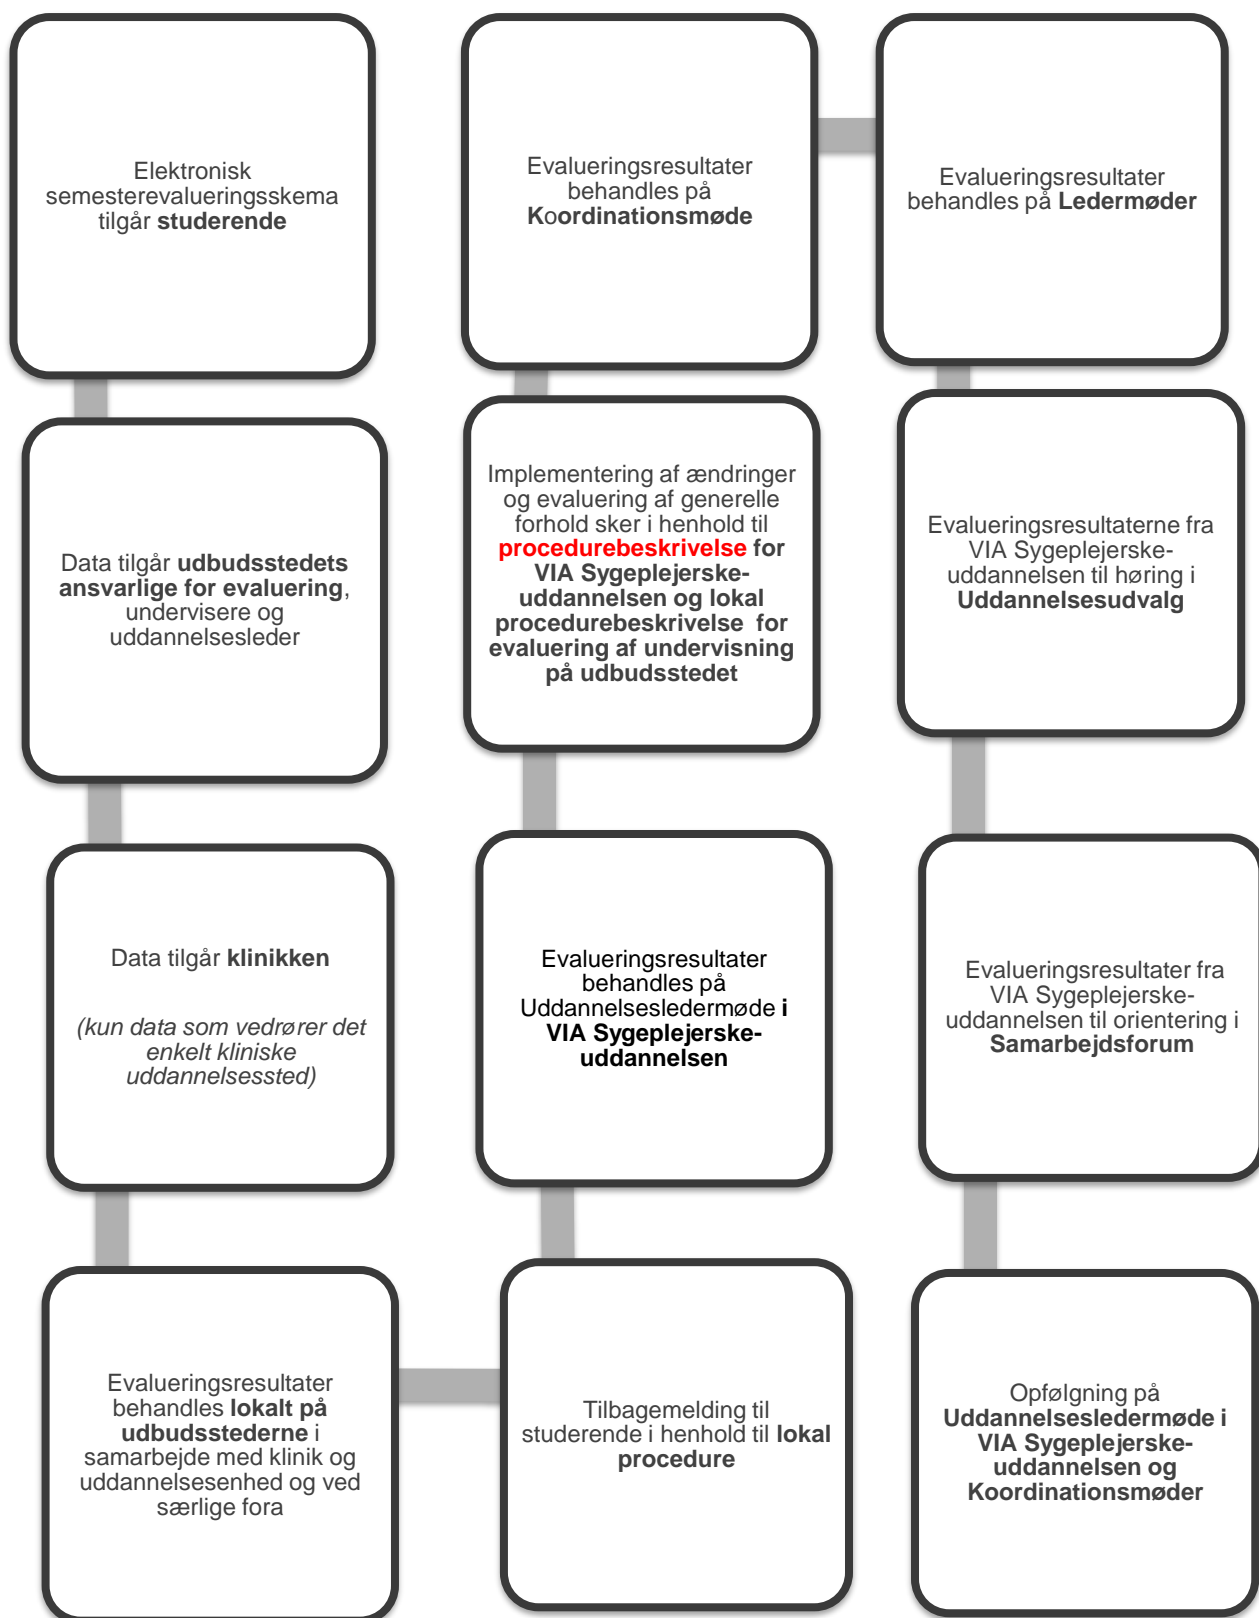 Elektronisk
semesterevalueringsskema
tilgår studerende
Data tilgår udbudsstedets
ansvarlige for evaluering,
undervisere og
uddannelsesleder
Data tilgår klinikken
(kun data som vedrører det
enkelt kliniske
uddannelsessted)
Evalueringsresultater
behandles lokalt på
udbudsstederne i
samarbejde med klinik og
uddannelsesenhed og ved
særlige fora
Tilbagemelding til
studerende i henhold til lokal
procedure
Evalueringsresultater
behandles på
Uddannelsesledermøde i
VIA Sygeplejerske-
uddannelsen
Implementering af ændringer
og evaluering af generelle
forhold sker i henhold til
procedurebeskrivelse for
VIA Sygeplejerske-
uddannelsen og lokal
procedurebeskrivelse for
evaluering af undervisning
på udbudsstedet
Evalueringsresultater
behandles på
Koordinationsmøde
Evalueringsresultater
behandles på Ledermøder
Evalueringsresultaterne fra
VIA Sygeplejerske-
uddannelsen til høring i
Uddannelsesudvalg
Evalueringsresultater fra
VIA Sygeplejerske-
uddannelsen til orientering i
Samarbejdsforum
Opfølgning på
Uddannelsesledermøde i
VIA Sygeplejerske-
uddannelsen og
Koordinationsmøder